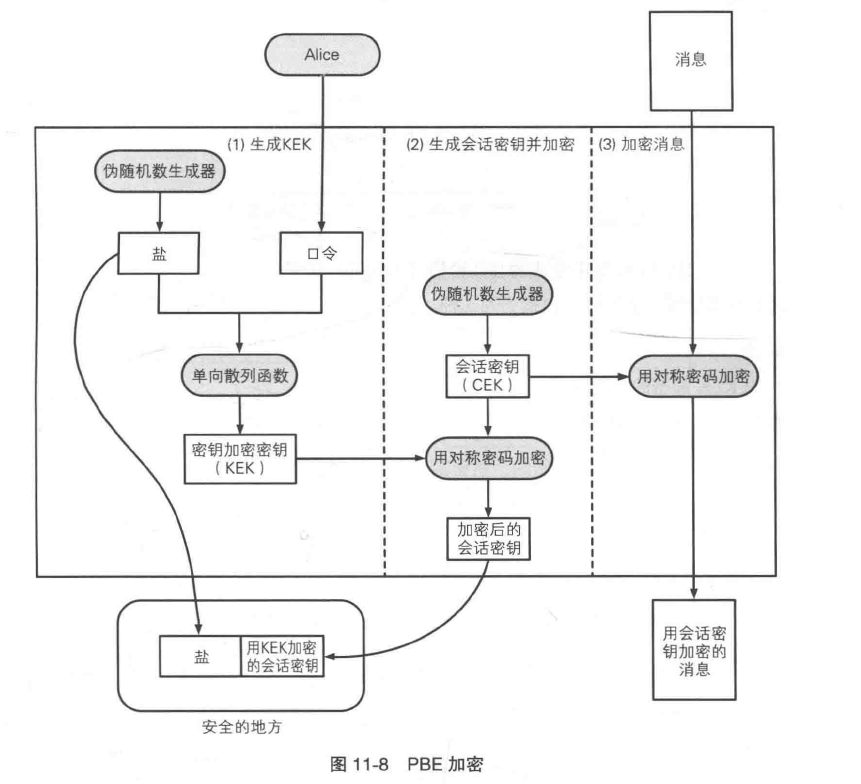 Alice
消息
(1) 生成KEK
(2) 生成会话密钥并加密
(3) 加密消息
伪随机数生成器
盐
口令
伪随机数生成器
单向散列函数
会话密钥
(CEK)
用对称密码加密
密钥加密密钥
(KEK)
用对称密码加密
加密后的
会话密钥
盐
用KEK加密
的会话密钥
用会话密
钥加密的
消息
安全的地方
图 11-8 PBE 加密